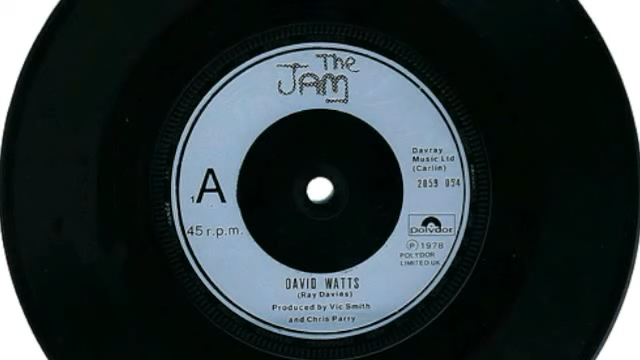 The
JAM
Davray
Music Ltd
(Carlin)
2059 054
1A
45 r.p.m.
Polydor
Ⓟ 1978
POLYDOR
LIMITED UK
DAVID WATTS
(Ray Davies)
Produced by Vic Smith
and Chris Parry